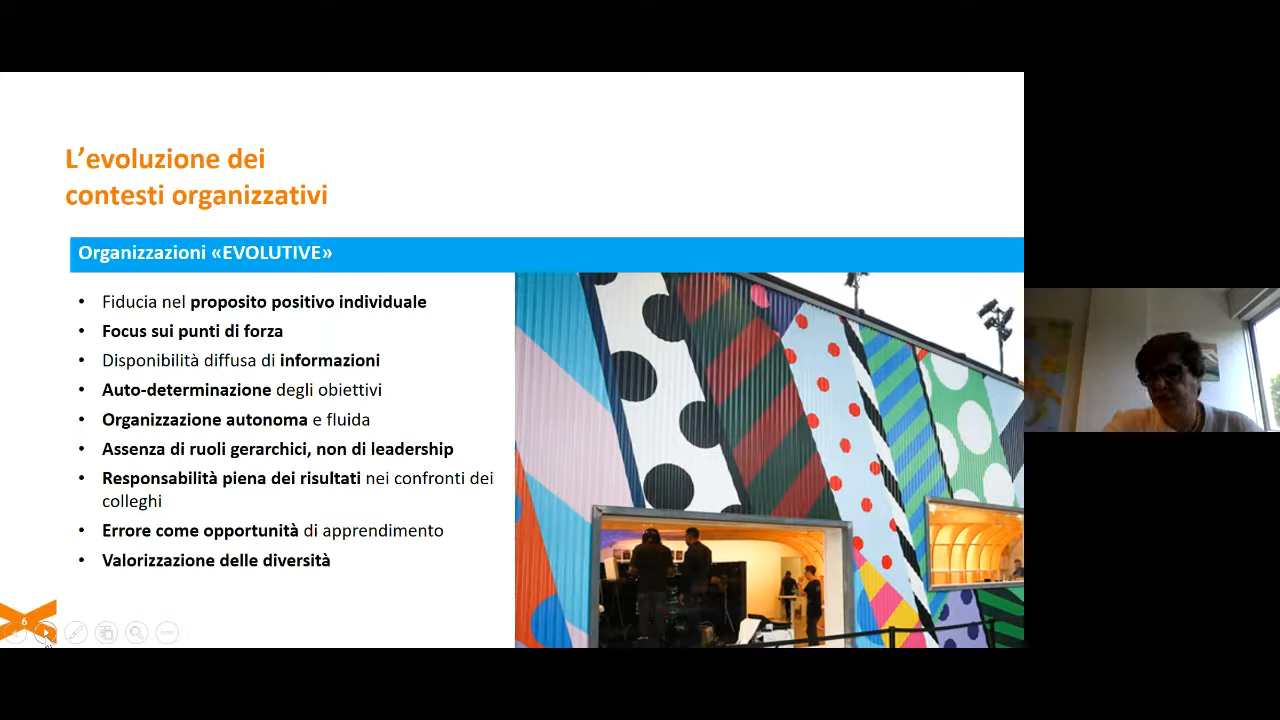 L’evoluzione dei
contesti organizzativi
Organizzazioni «EVOLUTIVE»
• Fiducia nel proposito positivo individuale
• Focus sui punti di forza
• Disponibilità diffusa di informazioni
• Auto-determinazione degli obiettivi
• Organizzazione autonoma e fluida
• Assenza di ruoli gerarchici, non di leadership
• Responsabilità piena dei risultati nei confronti dei
colleghi
• Errore come opportunità di apprendimento
• Valorizzazione delle diversità
6